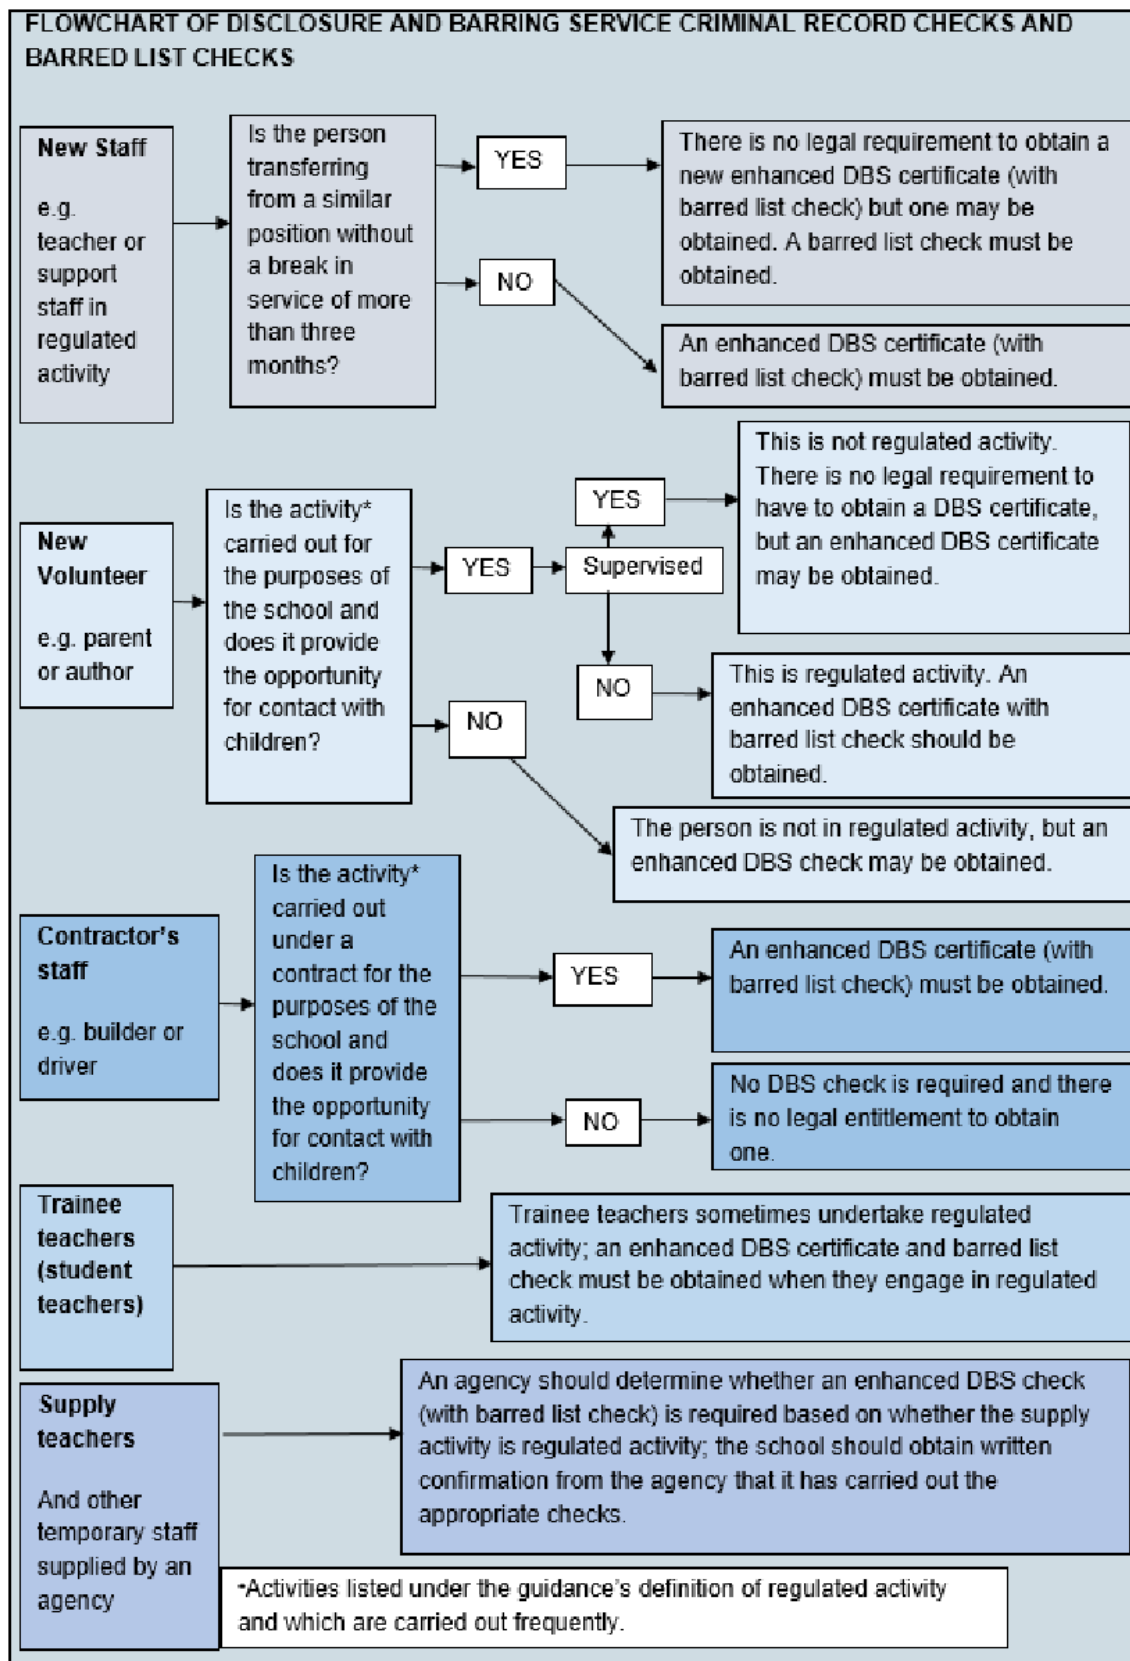 FLOWCHART OF DISCLOSURE AND BARRING SERVICE CRIMINAL RECORD CHECKS AND
BARRED LIST CHECKS
New Staff
e.g.
teacher or
support
staff in
regulated
activity
Is the person
transferring
from a similar
position without
a break in
service of more
than three
months?
YES
There is no legal requirement to obtain a
new enhanced DBS certificate (with
barred list check) but one may be
obtained. A barred list check must be
obtained.
NO
An enhanced DBS certificate (with
barred list check) must be obtained.
New
Volunteer
e.g. parent
or author
Is the activity*
carried out for
the purposes of
the school and
does it provide
the opportunity
for contact with
children?
YES
Supervised
YES
This is not regulated activity.
There is no legal requirement to
have to obtain a DBS certificate,
but an enhanced DBS certificate
may be obtained.
NO
This is regulated activity. An
enhanced DBS certificate with
barred list check should be
obtained.
NO
The person is not in regulated activity, but an
enhanced DBS check may be obtained.
Contractor's
staff
e.g. builder or
driver
Is the activity*
carried out
under a
contract for the
purposes of the
school and
does it provide
the opportunity
for contact with
children?
YES
An enhanced DBS certificate (with
barred list check) must be obtained.
NO
No DBS check is required and there
is no legal entitlement to obtain
one.
Trainee
teachers
(student
teachers)
Trainee teachers sometimes undertake regulated
activity; an enhanced DBS certificate and barred list
check must be obtained when they engage in regulated
activity.
Supply
teachers
And other
temporary staff
supplied by an
agency
An agency should determine whether an enhanced DBS check
(with barred list check) is required based on whether the supply
activity is regulated activity; the school should obtain written
confirmation from the agency that it has carried out the
appropriate checks.
*Activities listed under the guidance's definition of regulated activity
and which are carried out frequently.